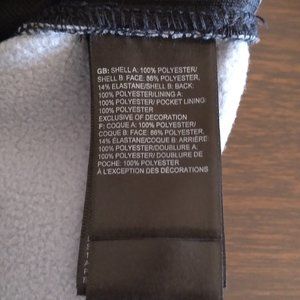 GB: SHELL A: 100% POLYESTER/
SHELL B: FACE: 86% POLYESTER,
14% ELASTANE/SHELL B: BACK:
100% POLYESTER/LINING A:
100% POLYESTER/ POCKET LINING:
100% POLYESTER
EXCLUSIVE OF DECORATION
F: COQUE A: 100% POLYESTER/
COQUE B: FACE: 86% POLYESTER,
14% ÉLASTANE/COQUE B: ARRIÈRE:
100% POLYESTER/DOUBLURE A:
100% POLYESTER/ DOUBLURE DE
POCHE: 100% POLYESTER
À L'EXCEPTION DES DÉCORATIONS